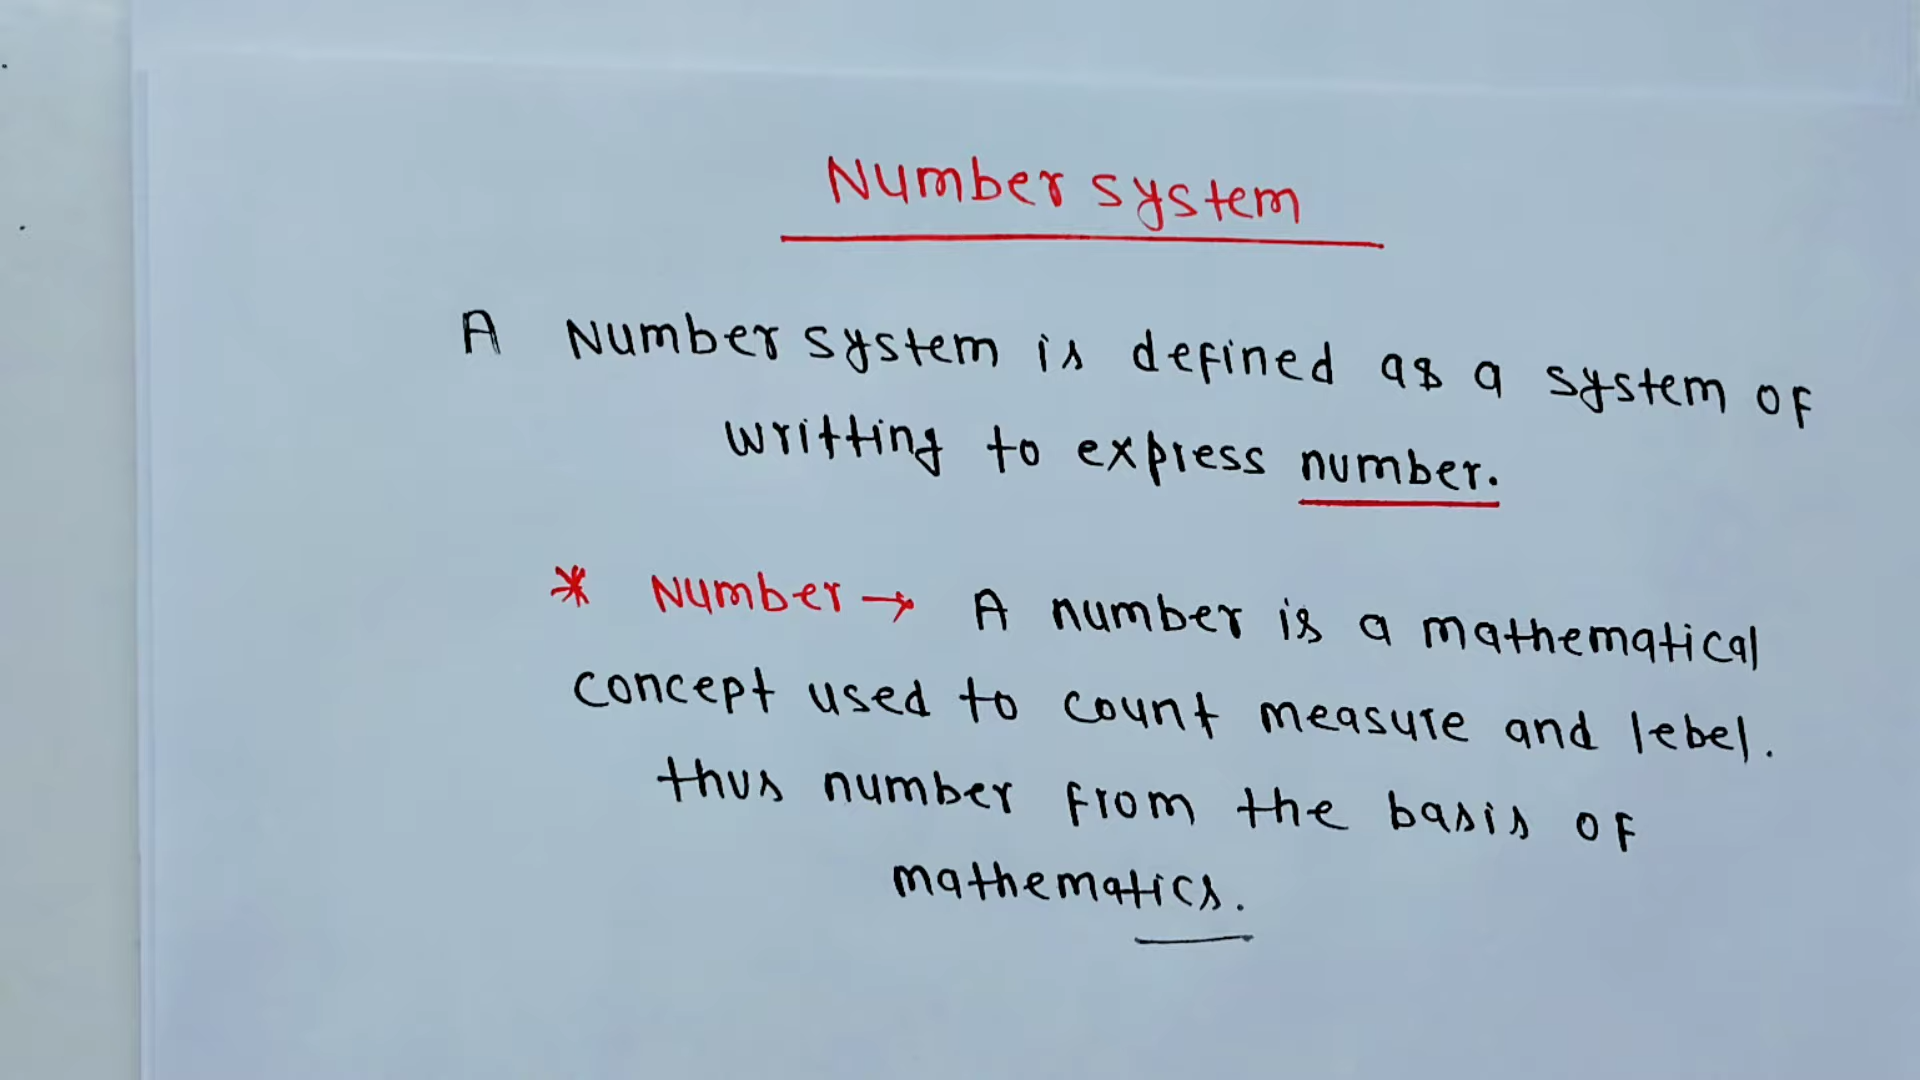 Number system
A Number system is defined as a system of
writting to express number.
* Number → A number is a mathematical
concept used to count measure and lebel.
thus number from the basis of
mathematics.